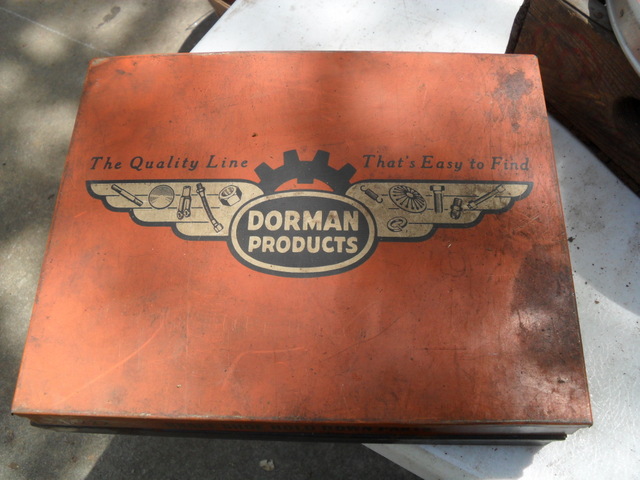 The Quality Line That's Easy to Find
DORMAN
PRODUCTS